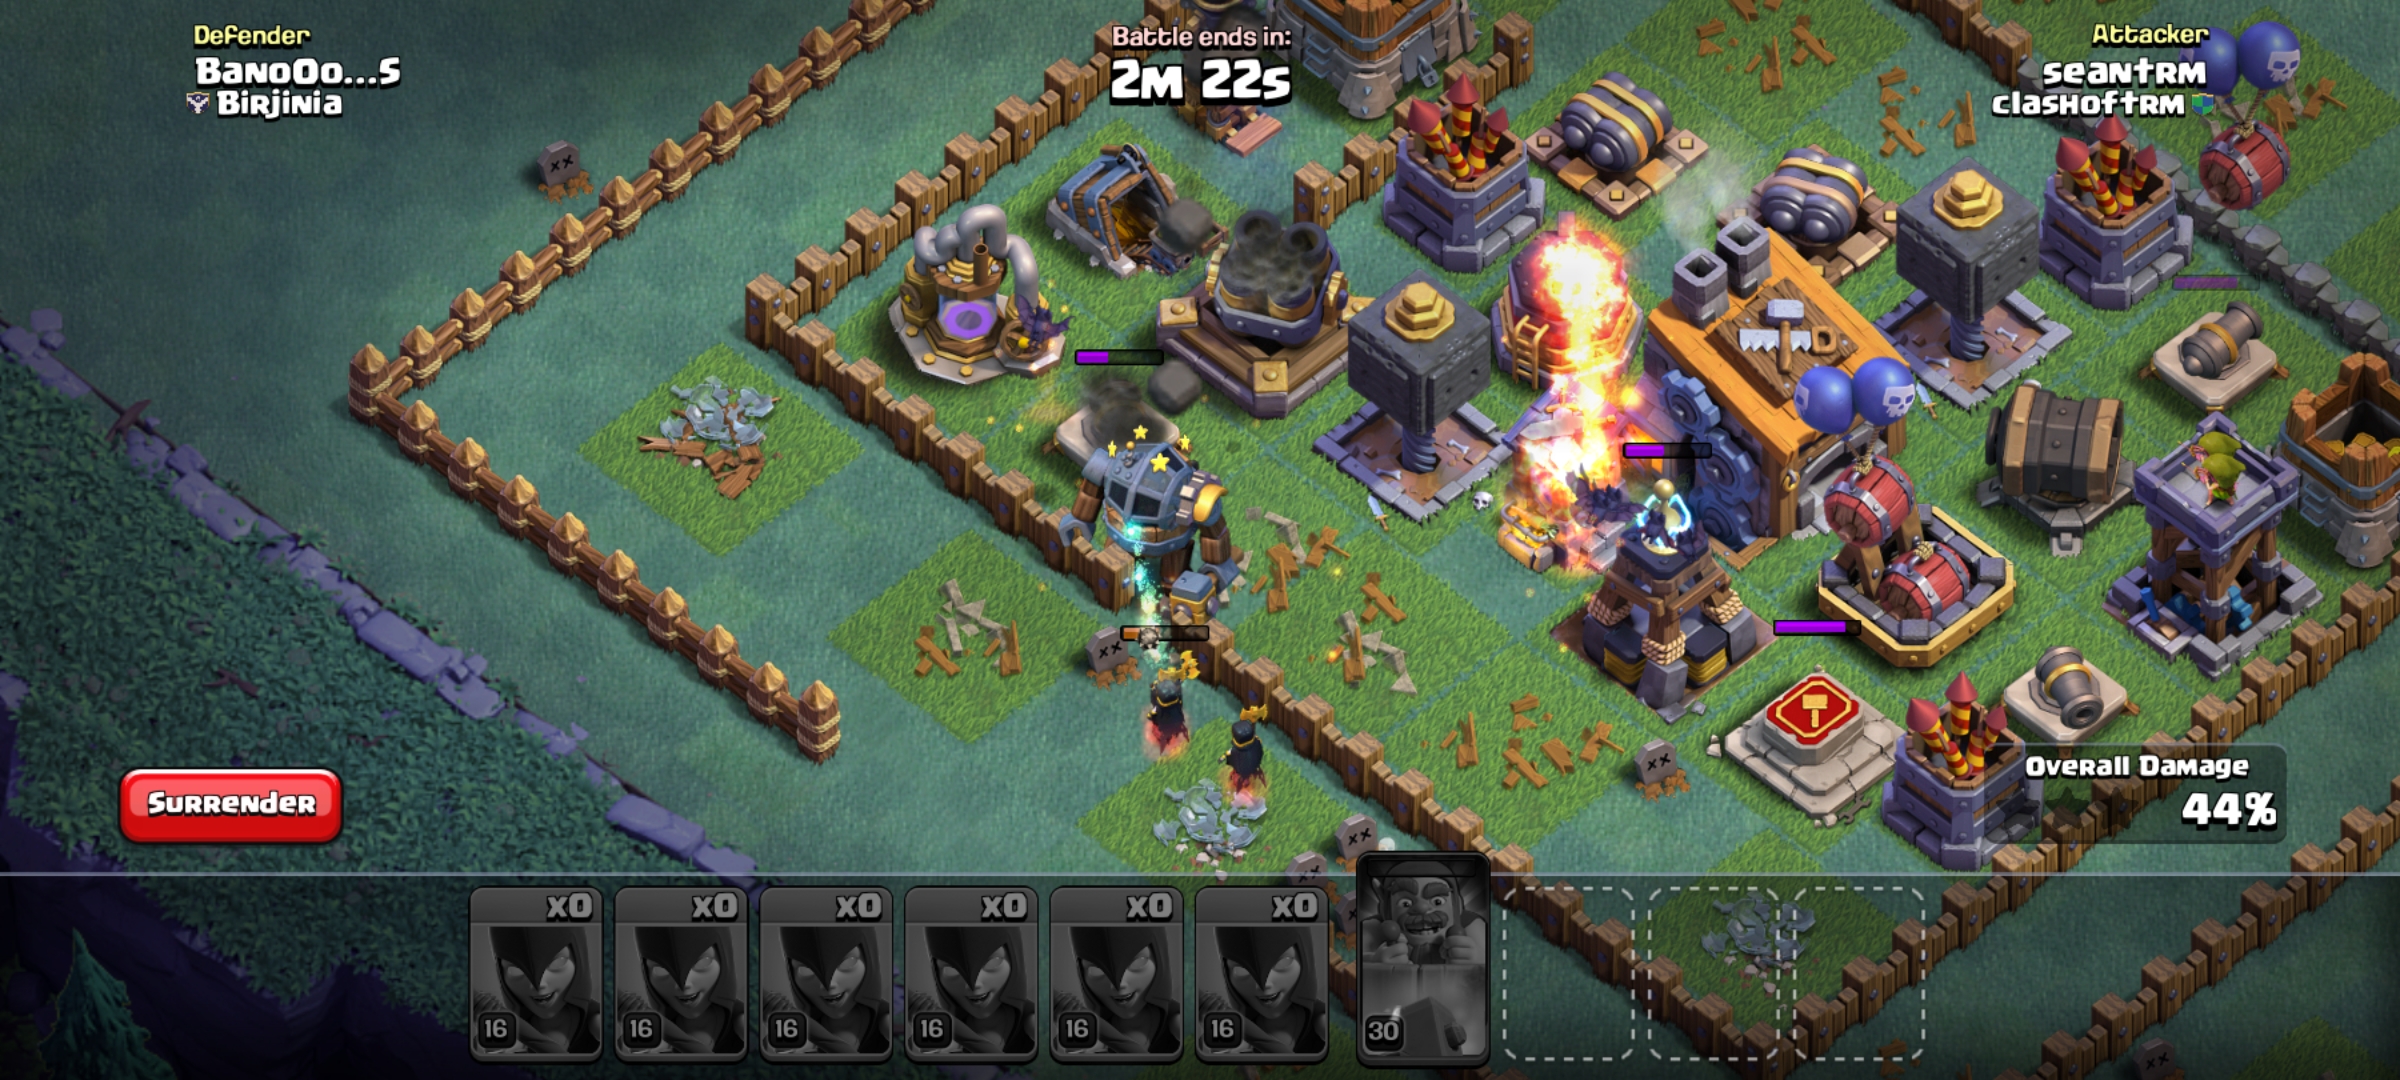 Defender
BanoOo...S
Birjinia
Battle ends in:
2M 22s
Attacker
seantRM
clashoftRM
Surrender
Overall Damage
44%
x0 x0 x0 x0 x0 x0
16 16 16 16 16 16 30